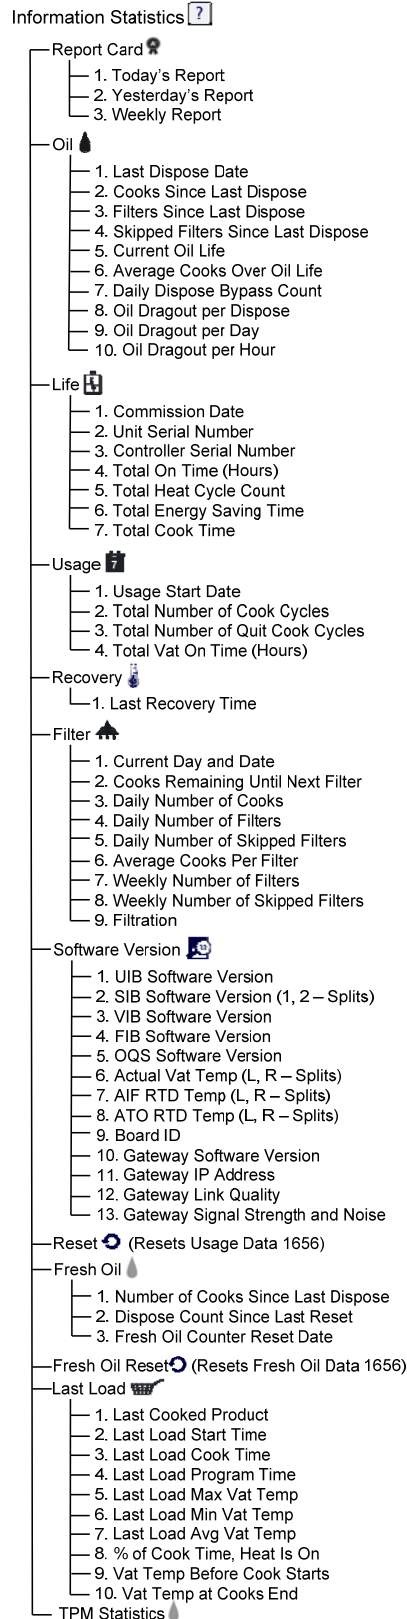 Information Statistics ?
Report Card
1. Today's Report
2. Yesterday's Report
3. Weekly Report
Oil
1. Last Dispose Date
2. Cooks Since Last Dispose
3. Filters Since Last Dispose
4. Skipped Filters Since Last Dispose
5. Current Oil Life
6. Average Cooks Over Oil Life
7. Daily Dispose Bypass Count
8. Oil Dragout per Dispose
9. Oil Dragout per Day
10. Oil Dragout per Hour
Life
1. Commission Date
2. Unit Serial Number
3. Controller Serial Number
4. Total On Time (Hours)
5. Total Heat Cycle Count
6. Total Energy Saving Time
7. Total Cook Time
Usage 7
1. Usage Start Date
2. Total Number of Cook Cycles
3. Total Number of Quit Cook Cycles
4. Total Vat On Time (Hours)
Recovery
1. Last Recovery Time
Filter
1. Current Day and Date
2. Cooks Remaining Until Next Filter
3. Daily Number of Cooks
4. Daily Number of Filters
5. Daily Number of Skipped Filters
6. Average Cooks Per Filter
7. Weekly Number of Filters
8. Weekly Number of Skipped Filters
9. Filtration
Software Version
1. UIB Software Version
2. SIB Software Version (1, 2 – Splits)
3. VIB Software Version
4. FIB Software Version
5. OQS Software Version
6. Actual Vat Temp (L, R – Splits)
7. AIF RTD Temp (L, R – Splits)
8. ATO RTD Temp (L, R – Splits)
9. Board ID
10. Gateway Software Version
11. Gateway IP Address
12. Gateway Link Quality
13. Gateway Signal Strength and Noise
Reset (Resets Usage Data 1656)
Fresh Oil
1. Number of Cooks Since Last Dispose
2. Dispose Count Since Last Reset
3. Fresh Oil Counter Reset Date
Fresh Oil Reset (Resets Fresh Oil Data 1656)
Last Load
1. Last Cooked Product
2. Last Load Start Time
3. Last Load Cook Time
4. Last Load Program Time
5. Last Load Max Vat Temp
6. Last Load Min Vat Temp
7. Last Load Avg Vat Temp
8. % of Cook Time, Heat Is On
9. Vat Temp Before Cook Starts
10. Vat Temp at Cooks End
TPM Statistics